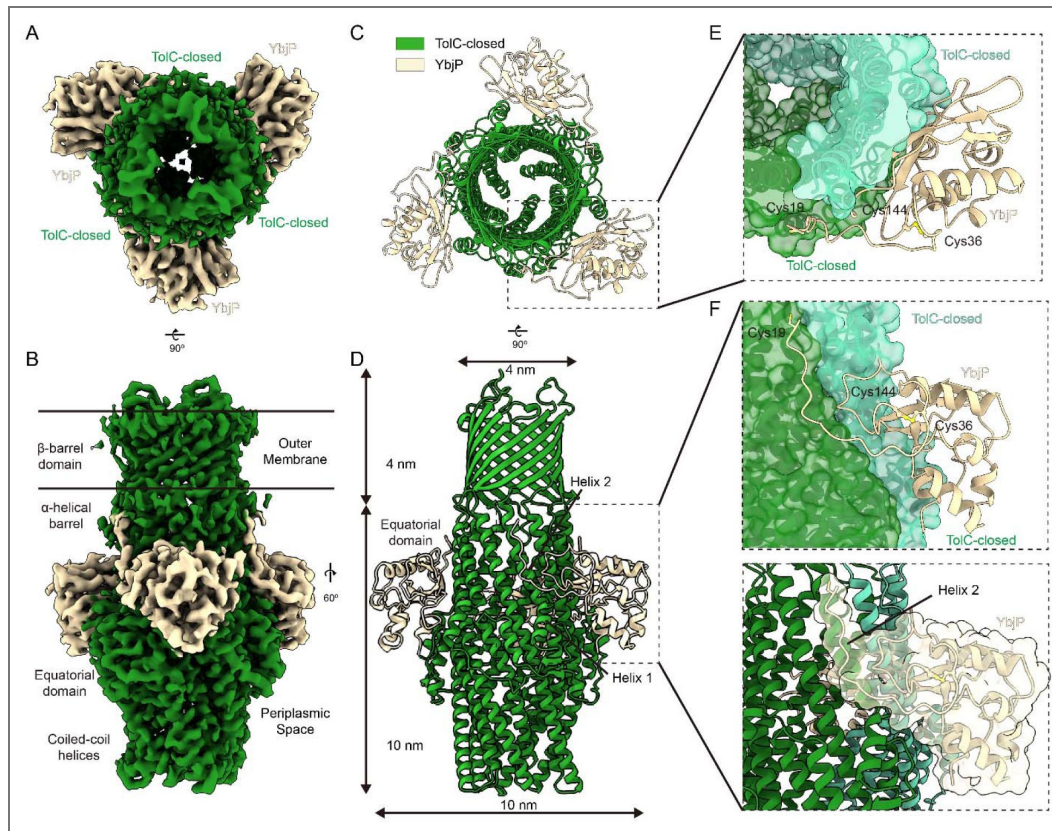 A
YbjP
TolC-closed
YbjP
YbjP
TolC-closed
TolC-closed
YbjP
90°
C
TolC-closed
YbjP
E
TolC-closed
Cys19
Cys144
YbjP
Cys36
TolC-closed
B
β-barrel
domain
Outer
Membrane
α-helical
barrel
60°
Equatorial
domain
Periplasmic
Space
Coiled-coil
helices
90°
D
4 nm
4 nm
Helix 2
Equatorial
domain
Helix 1
10 nm
10 nm
F
TolC-closed
Cys19
YbjP
Cys144
Cys36
TolC-closed
Helix 2
YbjP